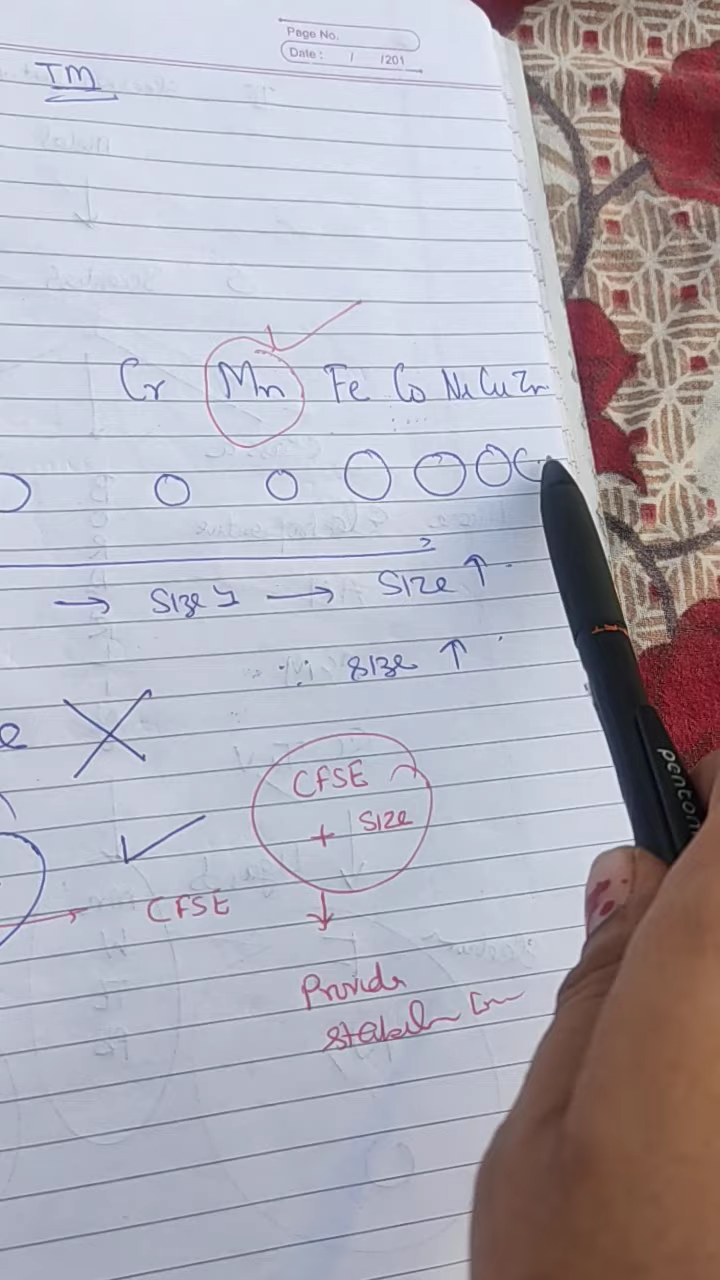 Page No.
Date : / /201
TM
Cr Mn Fe Co Ni Cu Zn
→ Size ↓ → Size ↑
Size ↑
e
CFSE
+ Size
CFSE
Provide
pentonic